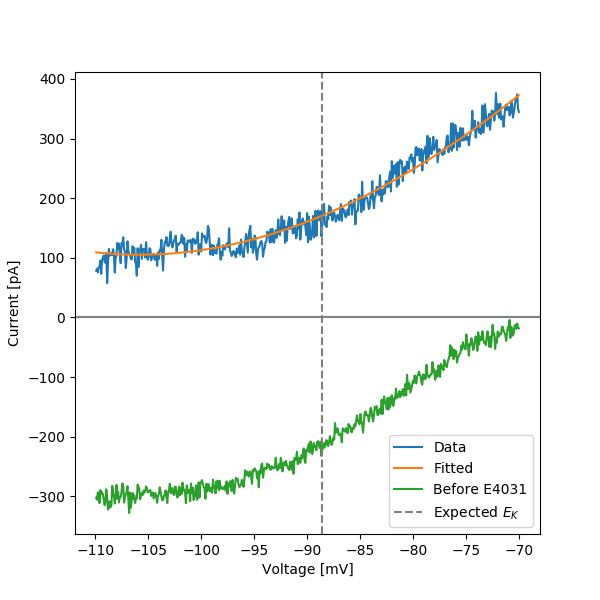 400
300
200
100
0
−100
−200
−300
Current [pA]
Data
Fitted
Before E4031
Expected E_K
−110 −105 −100 −95 −90 −85 −80 −75 −70
Voltage [mV]